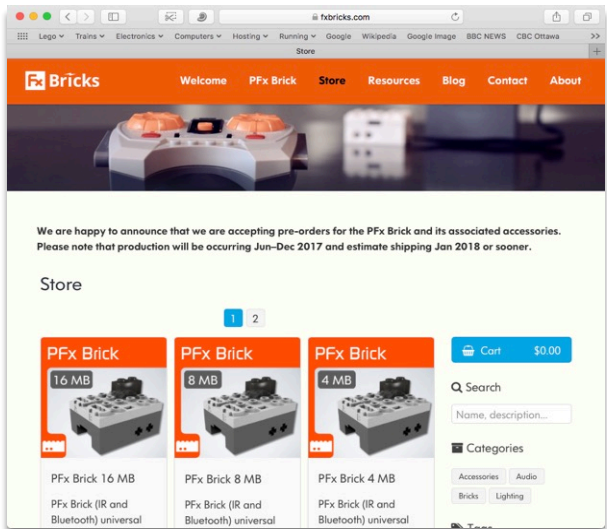 fxbricks.com
Lego Trains Electronics Computers Hosting Running Google Wikipedia Google Image BBC NEWS CBC Ottawa >>
Store
Fx Bricks
Welcome PFx Brick Store Resources Blog Contact About
We are happy to announce that we are accepting pre-orders for the PFx Brick and its associated accessories.
Please note that production will be occurring Jun–Dec 2017 and estimate shipping Jan 2018 or sooner.
Store
1 2
PFx Brick
16 MB
PFx Brick 16 MB
PFx Brick (IR and
Bluetooth) universal
PFx Brick
8 MB
PFx Brick 8 MB
PFx Brick (IR and
Bluetooth) universal
PFx Brick
4 MB
PFx Brick 4 MB
PFx Brick (IR and
Bluetooth) universal
Cart $0.00
Search
Name, description...
Categories
Accessories Audio
Bricks Lighting
Tags